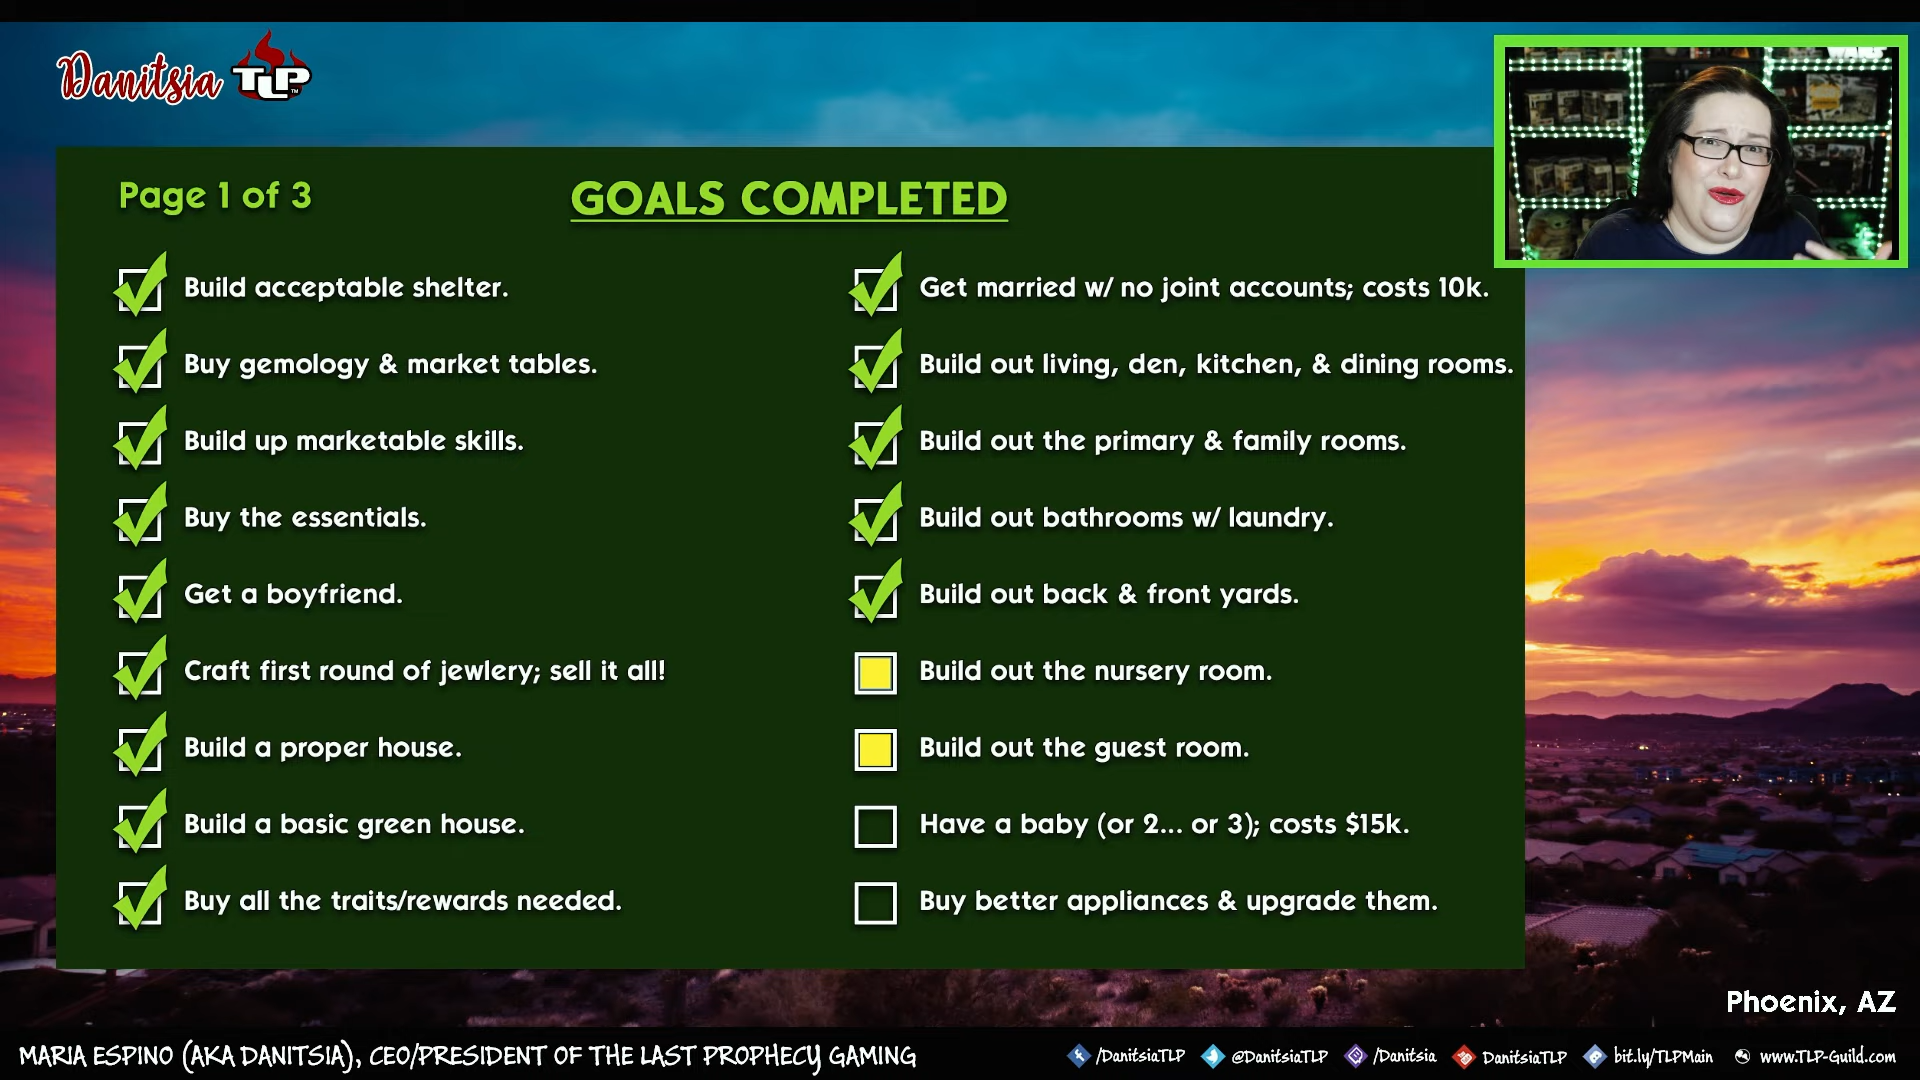 Danitsia TLP™
Page 1 of 3
GOALS COMPLETED
Build acceptable shelter.
Buy gemology & market tables.
Build up marketable skills.
Buy the essentials.
Get a boyfriend.
Craft first round of jewlery; sell it all!
Build a proper house.
Build a basic green house.
Buy all the traits/rewards needed.
Get married w/ no joint accounts; costs 10k.
Build out living, den, kitchen, & dining rooms.
Build out the primary & family rooms.
Build out bathrooms w/ laundry.
Build out back & front yards.
Build out the nursery room.
Build out the guest room.
Have a baby (or 2... or 3); costs $15k.
Buy better appliances & upgrade them.
Phoenix, AZ
MARIA ESPINO (AKA DANITSIA), CEO/PRESIDENT OF THE LAST PROPHECY GAMING
/DanitsiaTLP @DanitsiaTLP /Danitsia DanitsiaTLP bit.ly/TLPMain www.TLP-Guild.com